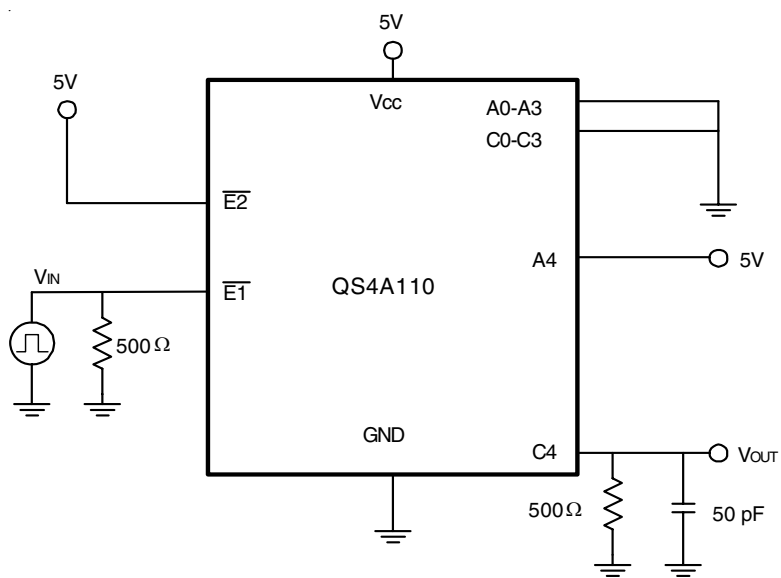 5V
5V
Vcc
A0-A3
C0-C3
E2
A4
5V
VIN
E1
QS4A110
500Ω
GND
C4
VOUT
500Ω
50 pF